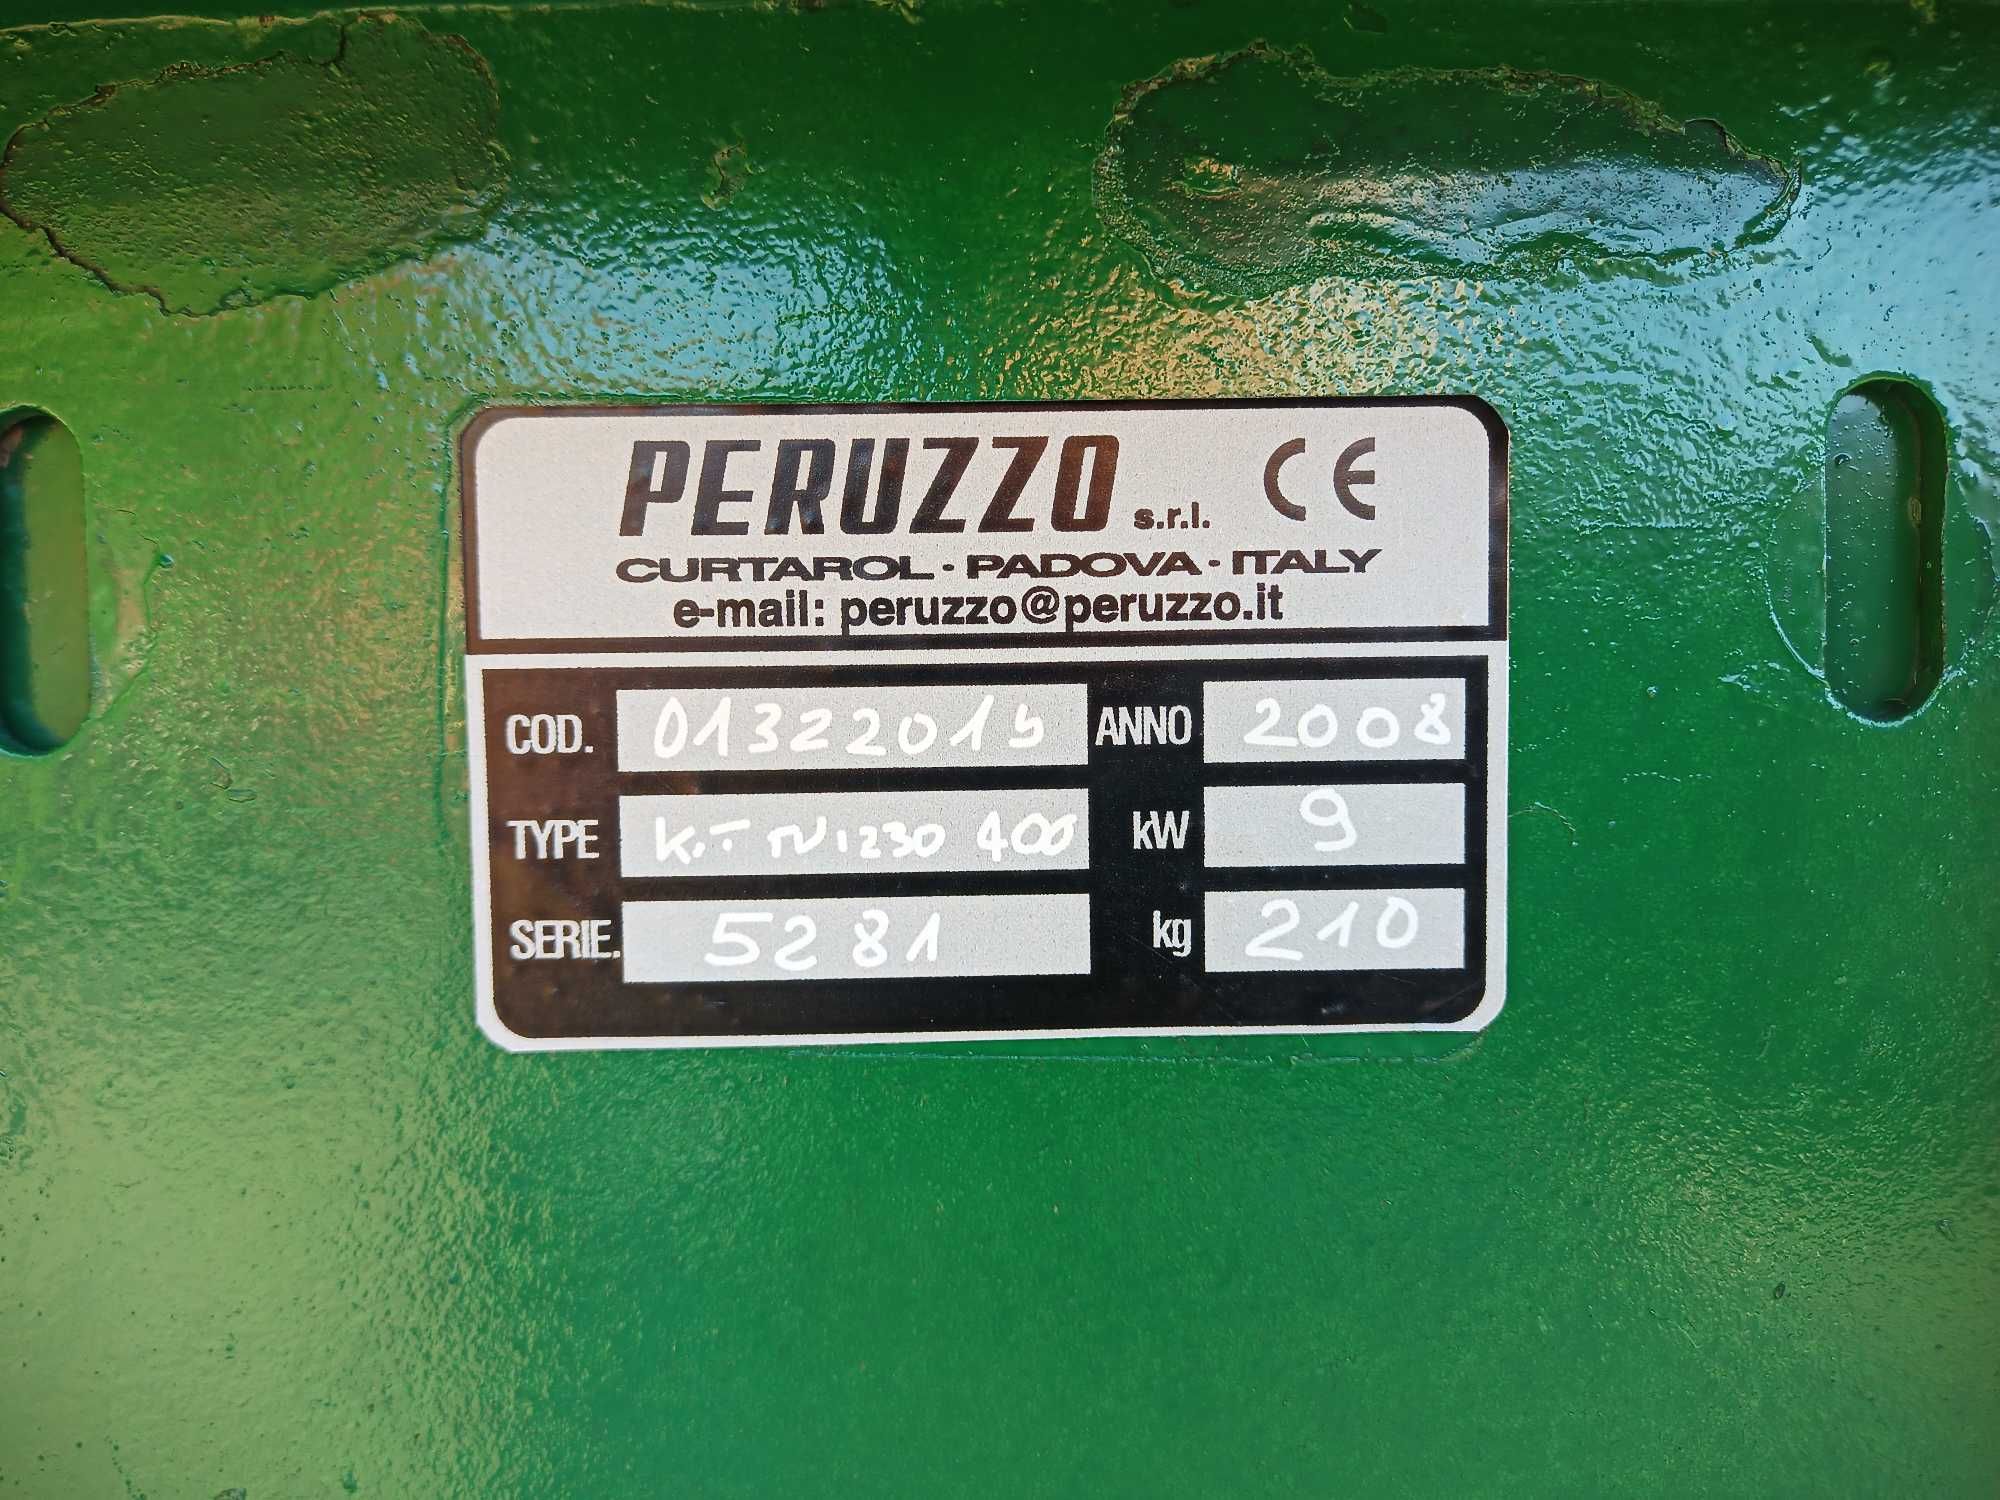 PERUZZO s.r.l. CE
CURTAROL · PADOVA · ITALY
e-mail: peruzzo@peruzzo.it
COD. ANNO 2008
TYPE 1230 400 kW 9
SERIE. 5281 kg 210